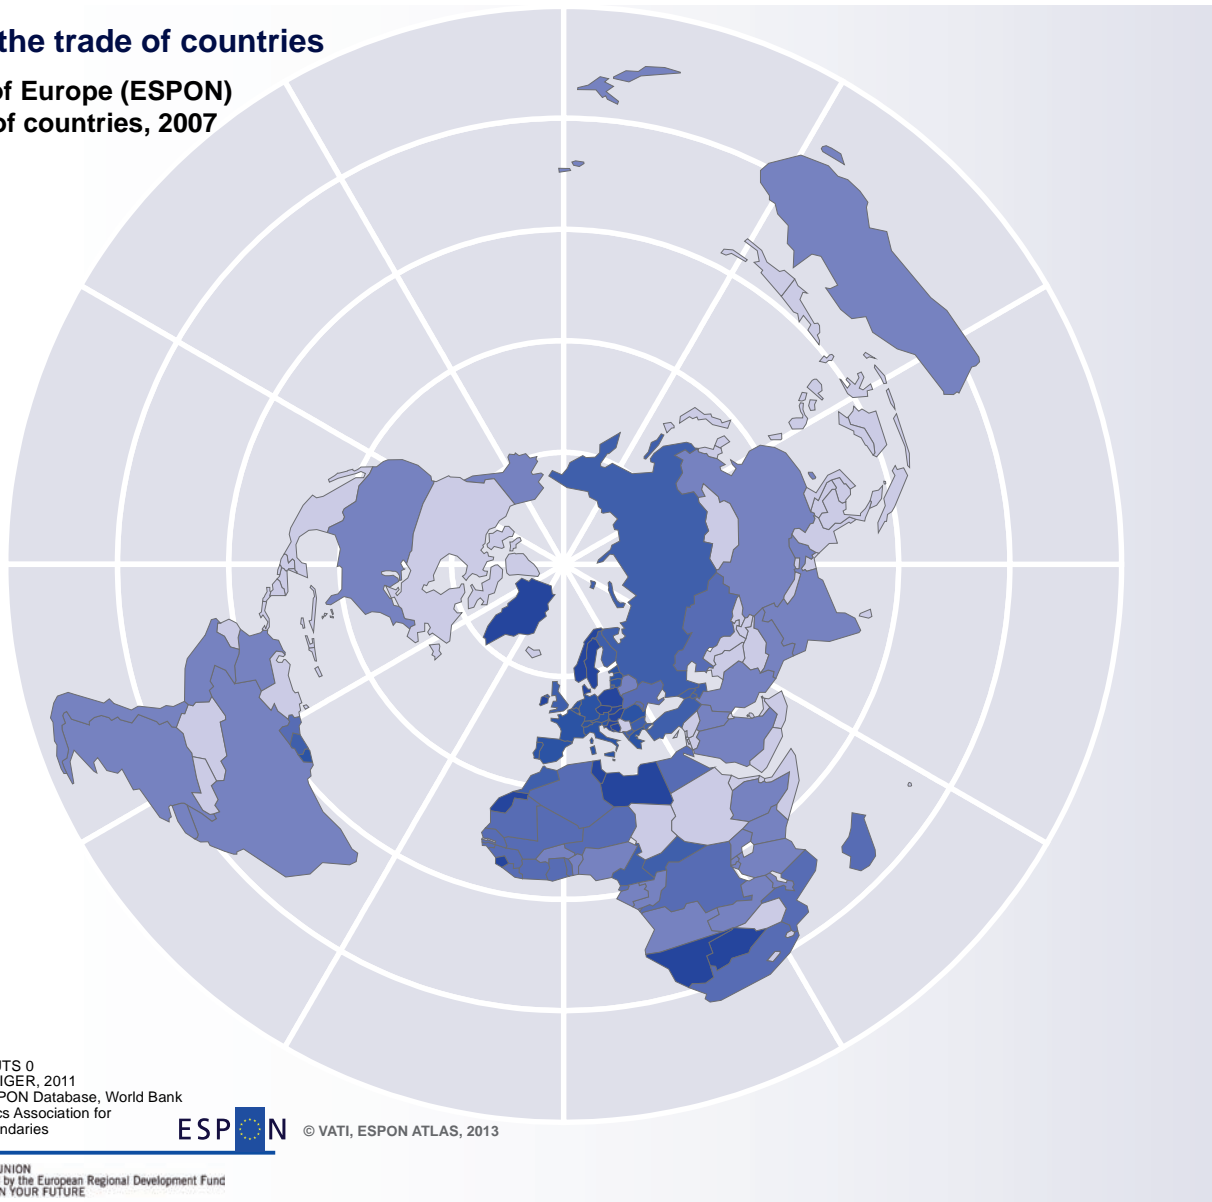 the trade of countries
of Europe (ESPON)
of countries, 2007
UTS 0
IGER, 2011
PON Database, World Bank
cs Association for
ndaries
ESPON
© VATI, ESPON ATLAS, 2013
UNION
by the European Regional Development Fund
N YOUR FUTURE